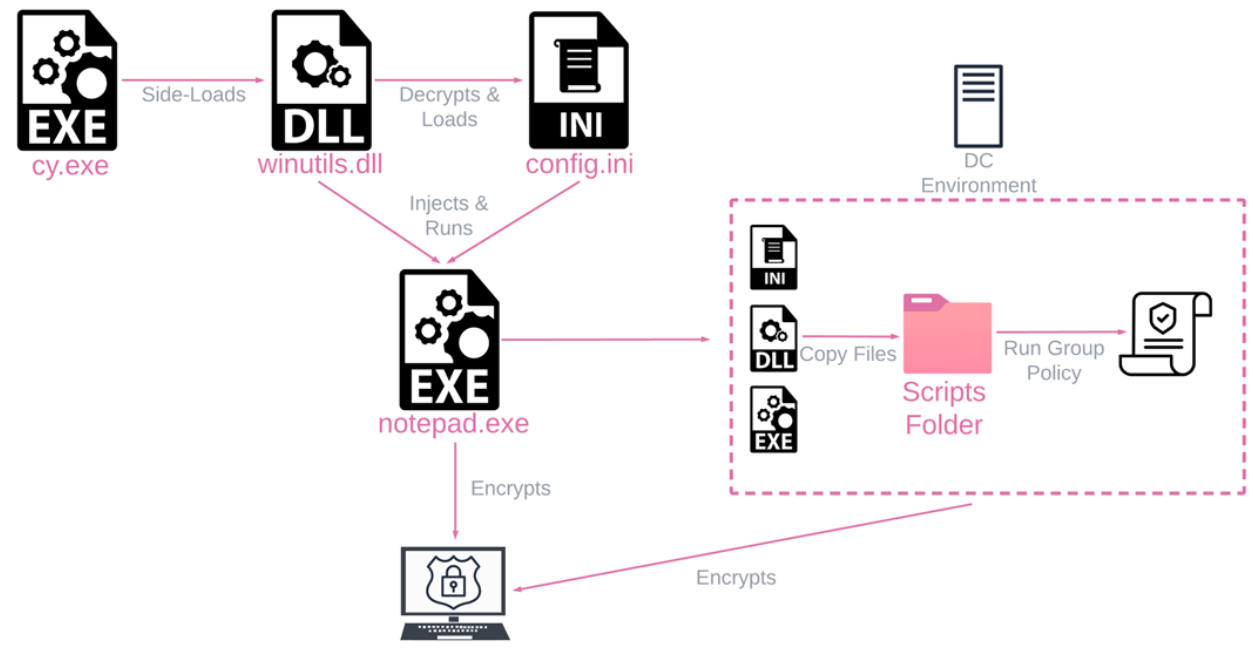 EXE
cy.exe
Side-Loads
DLL
winutils.dll
Decrypts &
Loads
INI
config.ini
Injects &
Runs
EXE
notepad.exe
Encrypts
DC
Environment
INI
DLL
EXE
Copy Files
Scripts
Folder
Run Group
Policy
Encrypts